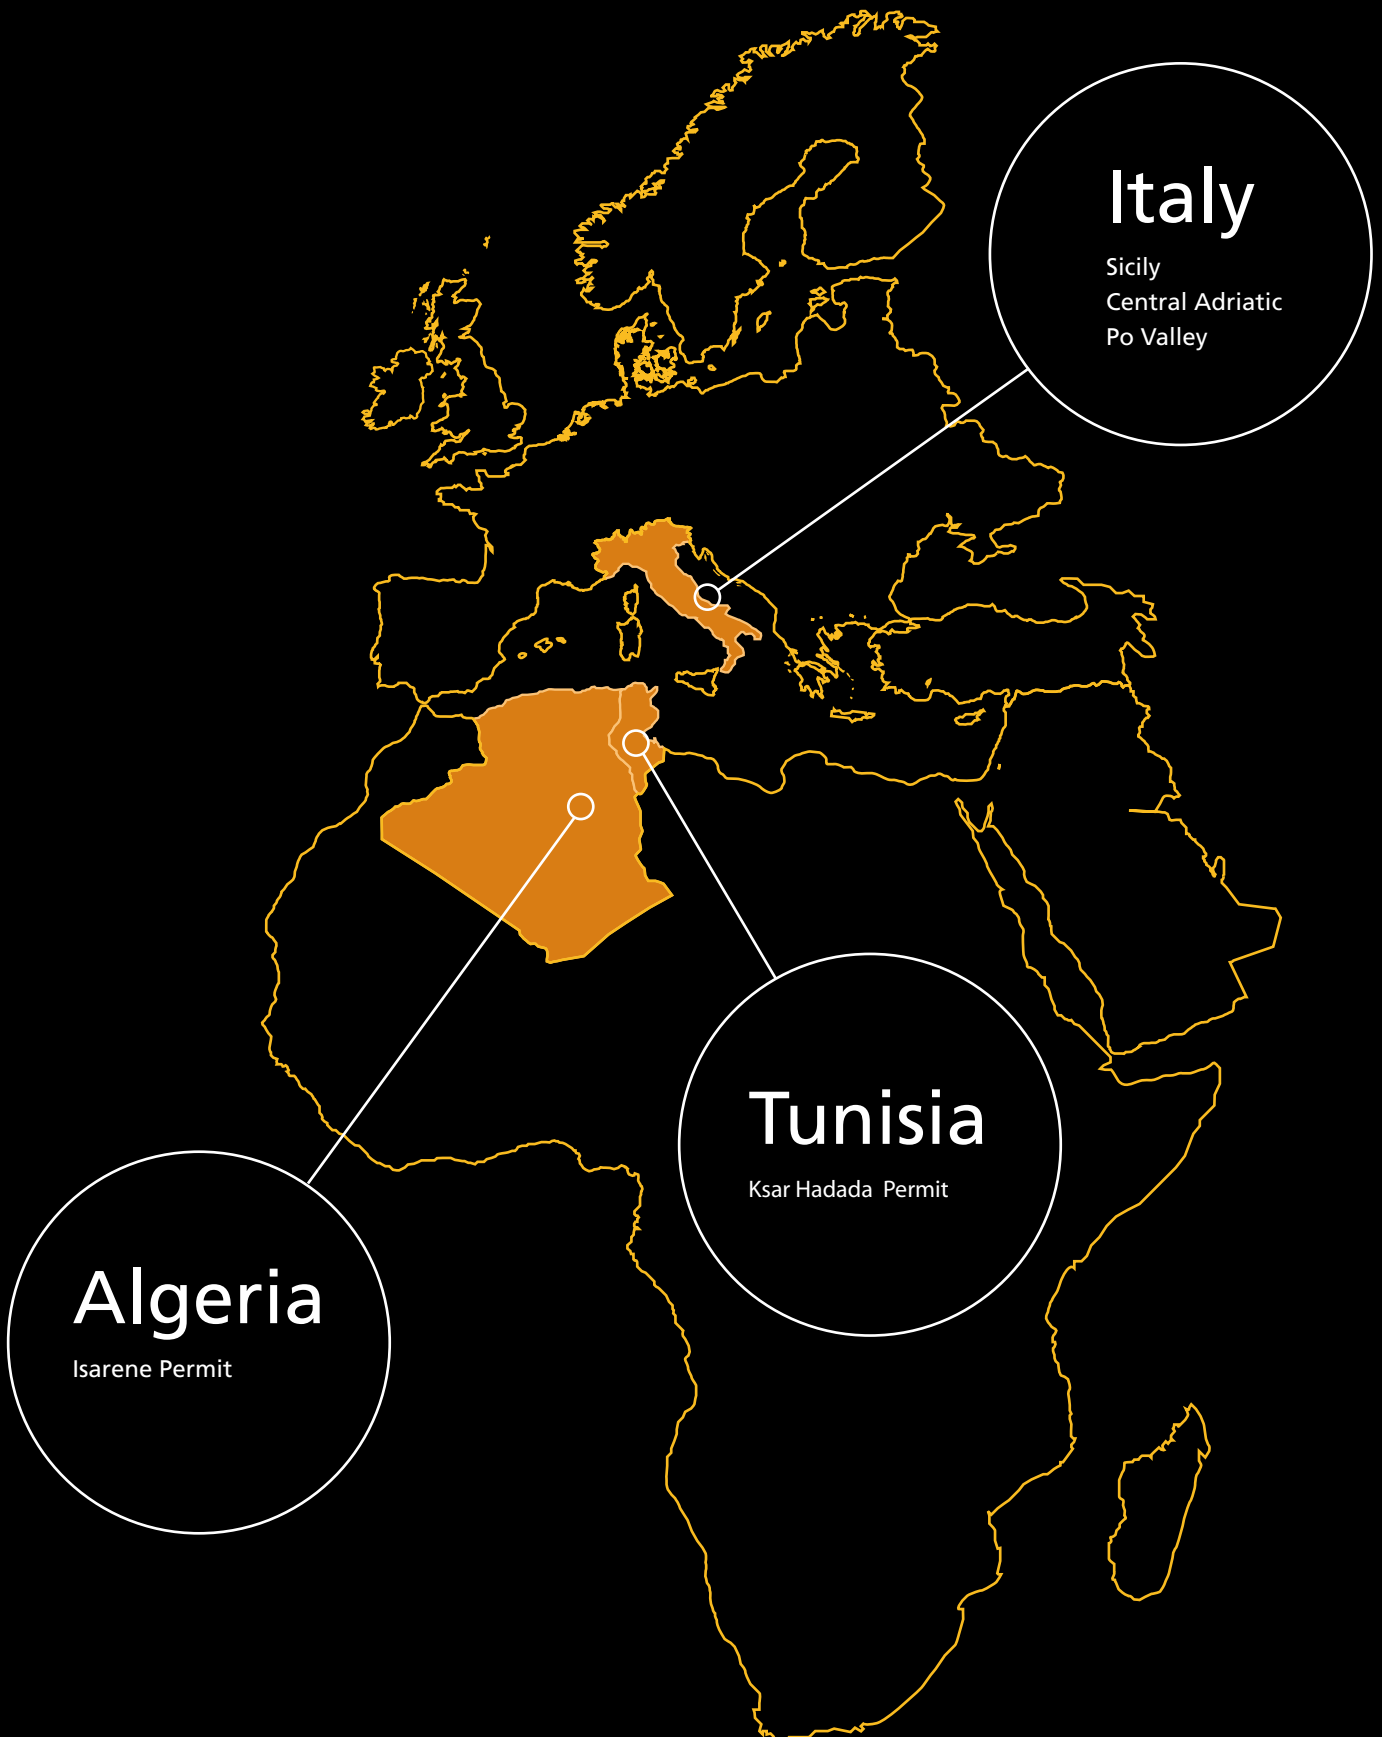 Italy
Sicily
Central Adriatic
Po Valley
Tunisia
Ksar Hadada Permit
Algeria
Isarene Permit